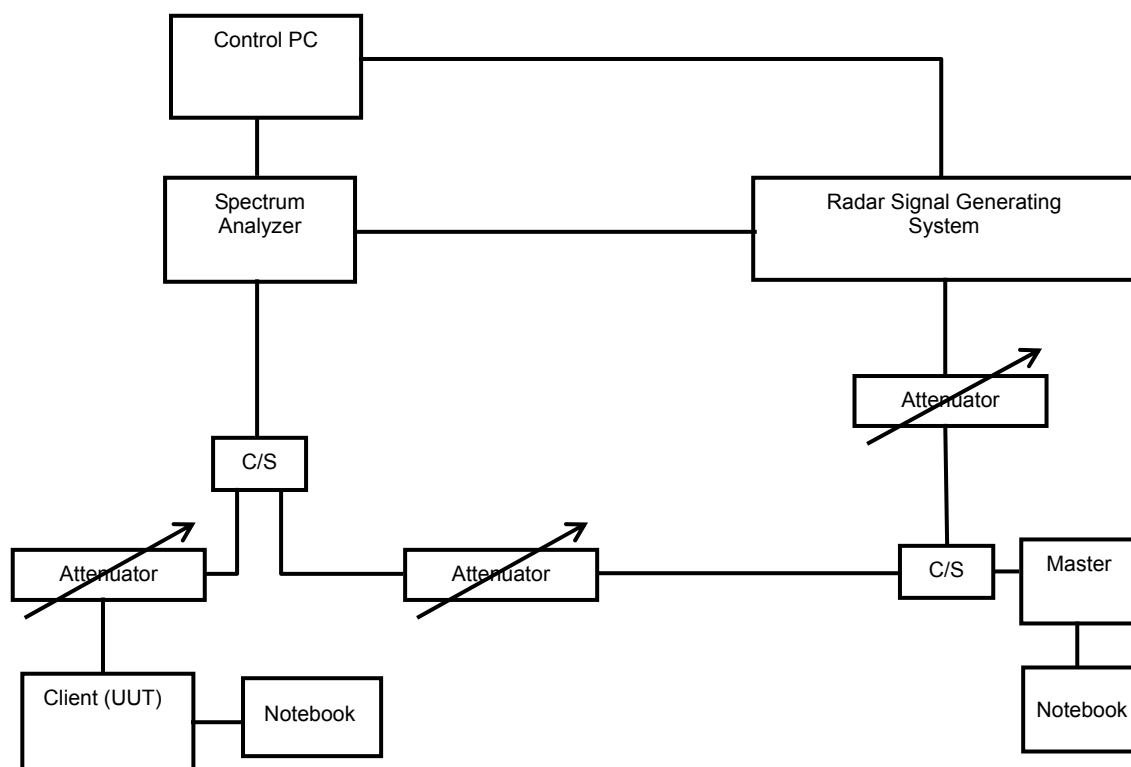 Control PC
Spectrum
Analyzer
Radar Signal Generating
System
Attenuator
C/S
Attenuator
Attenuator
C/S
Master
Client (UUT)
Notebook
Notebook